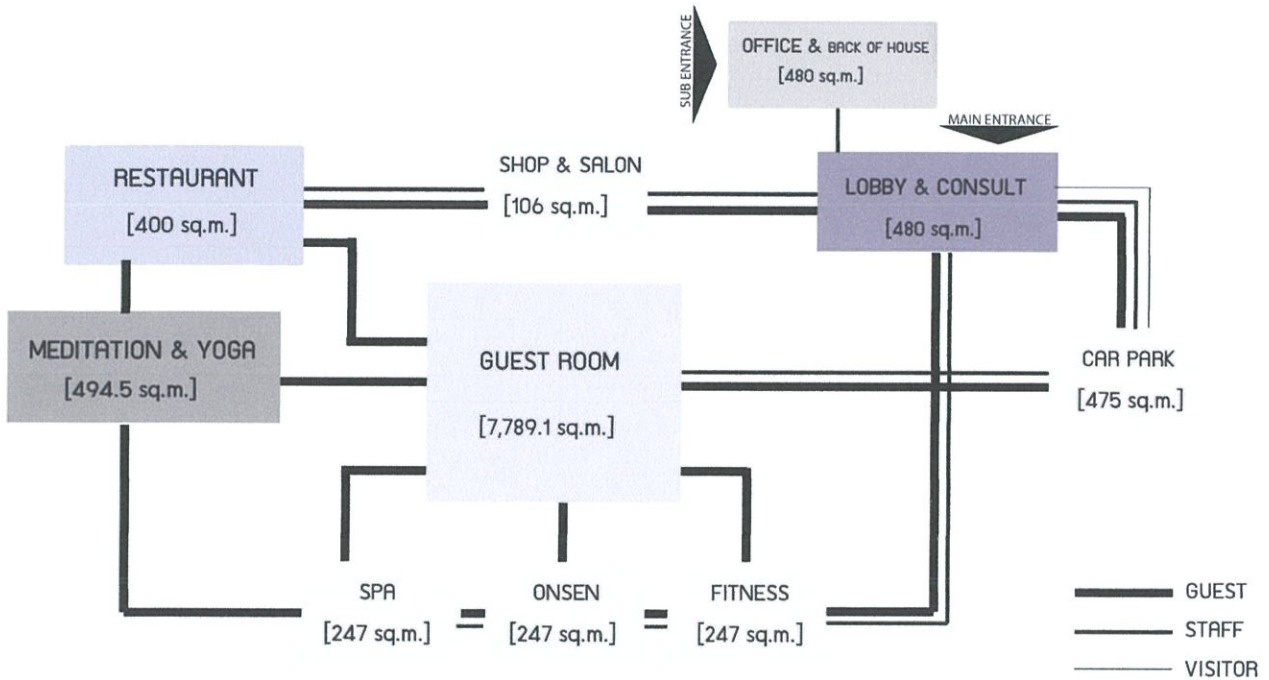 SUB ENTRANCE
OFFICE & BACK OF HOUSE
[480 sq.m.]
MAIN ENTRANCE
RESTAURANT
[400 sq.m.]
SHOP & SALON
[106 sq.m.]
LOBBY & CONSULT
[480 sq.m.]
MEDITATION & YOGA
[494.5 sq.m.]
GUEST ROOM
[7,789.1 sq.m.]
CAR PARK
[475 sq.m.]
SPA
[247 sq.m.]
ONSEN
[247 sq.m.]
FITNESS
[247 sq.m.]
GUEST
STAFF
VISITOR